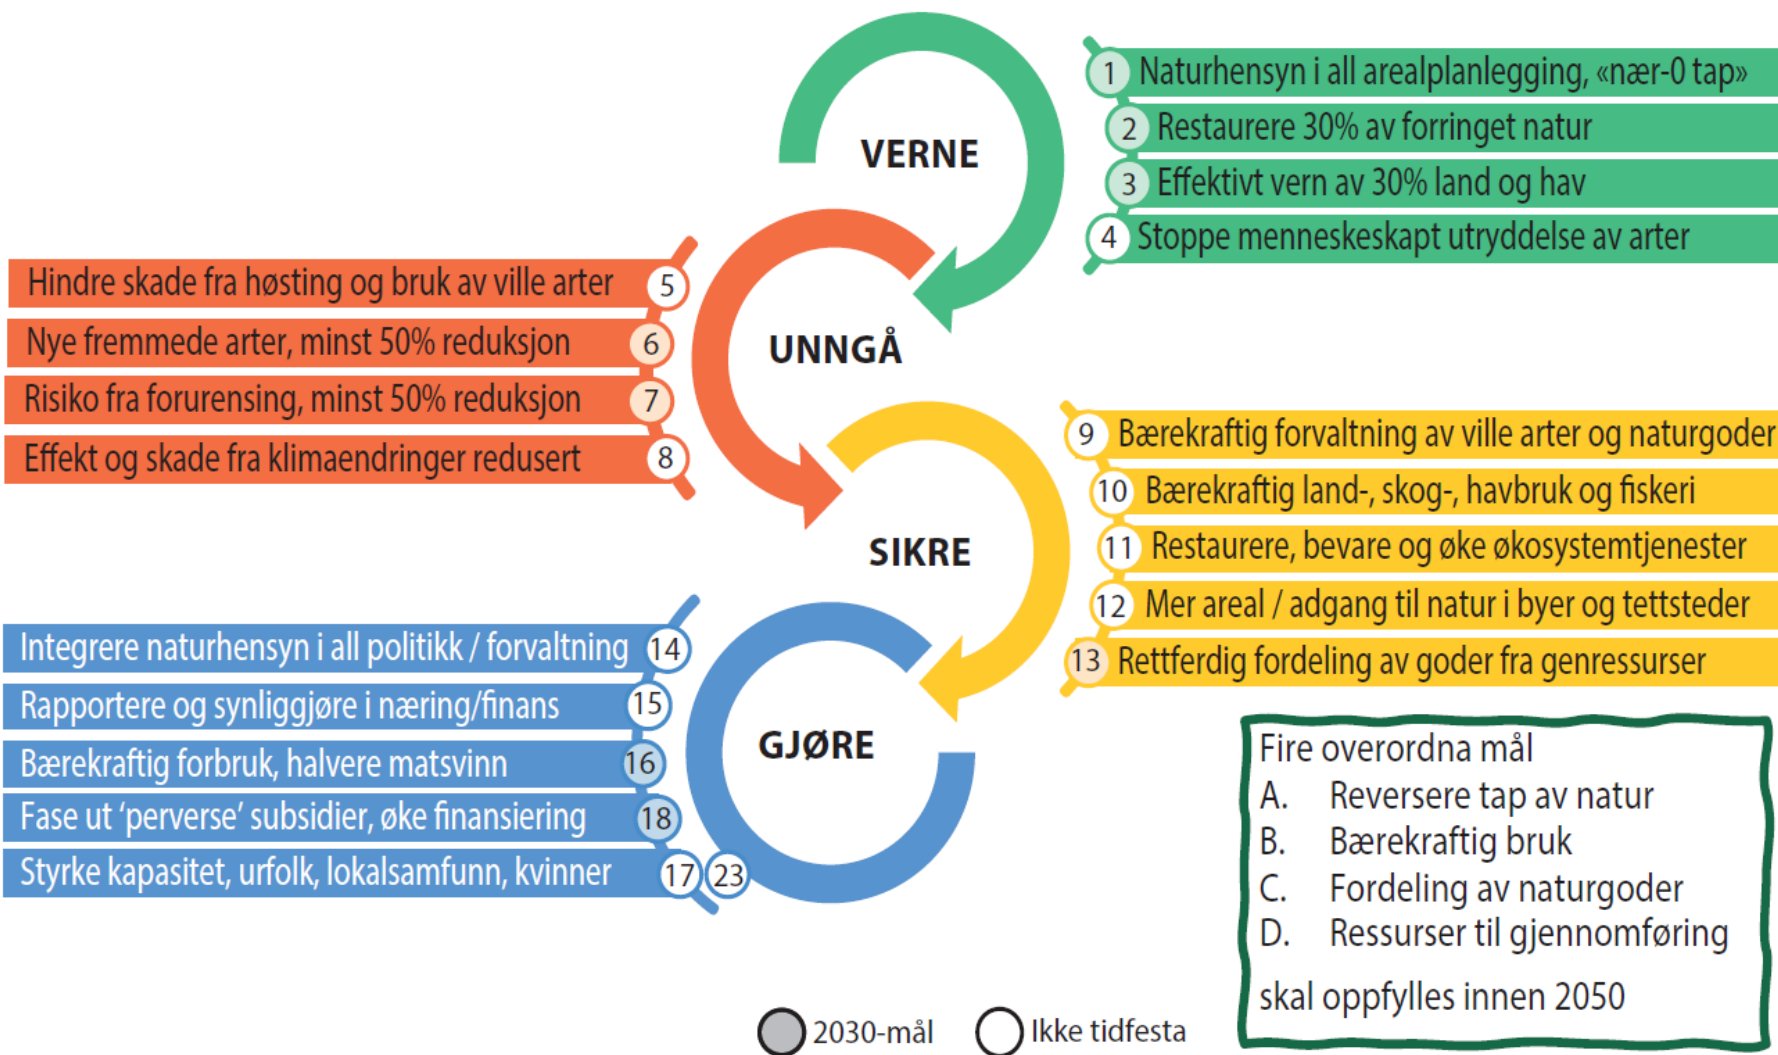 VERNE
1 Naturhensyn i all arealplanlegging, «nær-0 tap»
2 Restaurere 30% av forringet natur
3 Effektivt vern av 30% land og hav
4 Stoppe menneskeskapt utryddelse av arter
UNNGÅ
Hindre skade fra høsting og bruk av ville arter 5
Nye fremmede arter, minst 50% reduksjon 6
Risiko fra forurensing, minst 50% reduksjon 7
Effekt og skade fra klimaendringer redusert 8
SIKRE
9 Bærekraftig forvaltning av ville arter og naturgoder
10 Bærekraftig land-, skog-, havbruk og fiskeri
11 Restaurere, bevare og øke økosystemtjenester
12 Mer areal / adgang til natur i byer og tettsteder
13 Rettferdig fordeling av goder fra genressurser
GJØRE
Integrere naturhensyn i all politikk / forvaltning 14
Rapportere og synliggjøre i næring/finans 15
Bærekraftig forbruk, halvere matsvinn 16
Fase ut ‘perverse’ subsidier, øke finansiering 18
Styrke kapasitet, urfolk, lokalsamfunn, kvinner 17 23
Fire overordna mål
A. Reversere tap av natur
B. Bærekraftig bruk
C. Fordeling av naturgoder
D. Ressurser til gjennomføring
skal oppfylles innen 2050
2030-mål
Ikke tidfesta